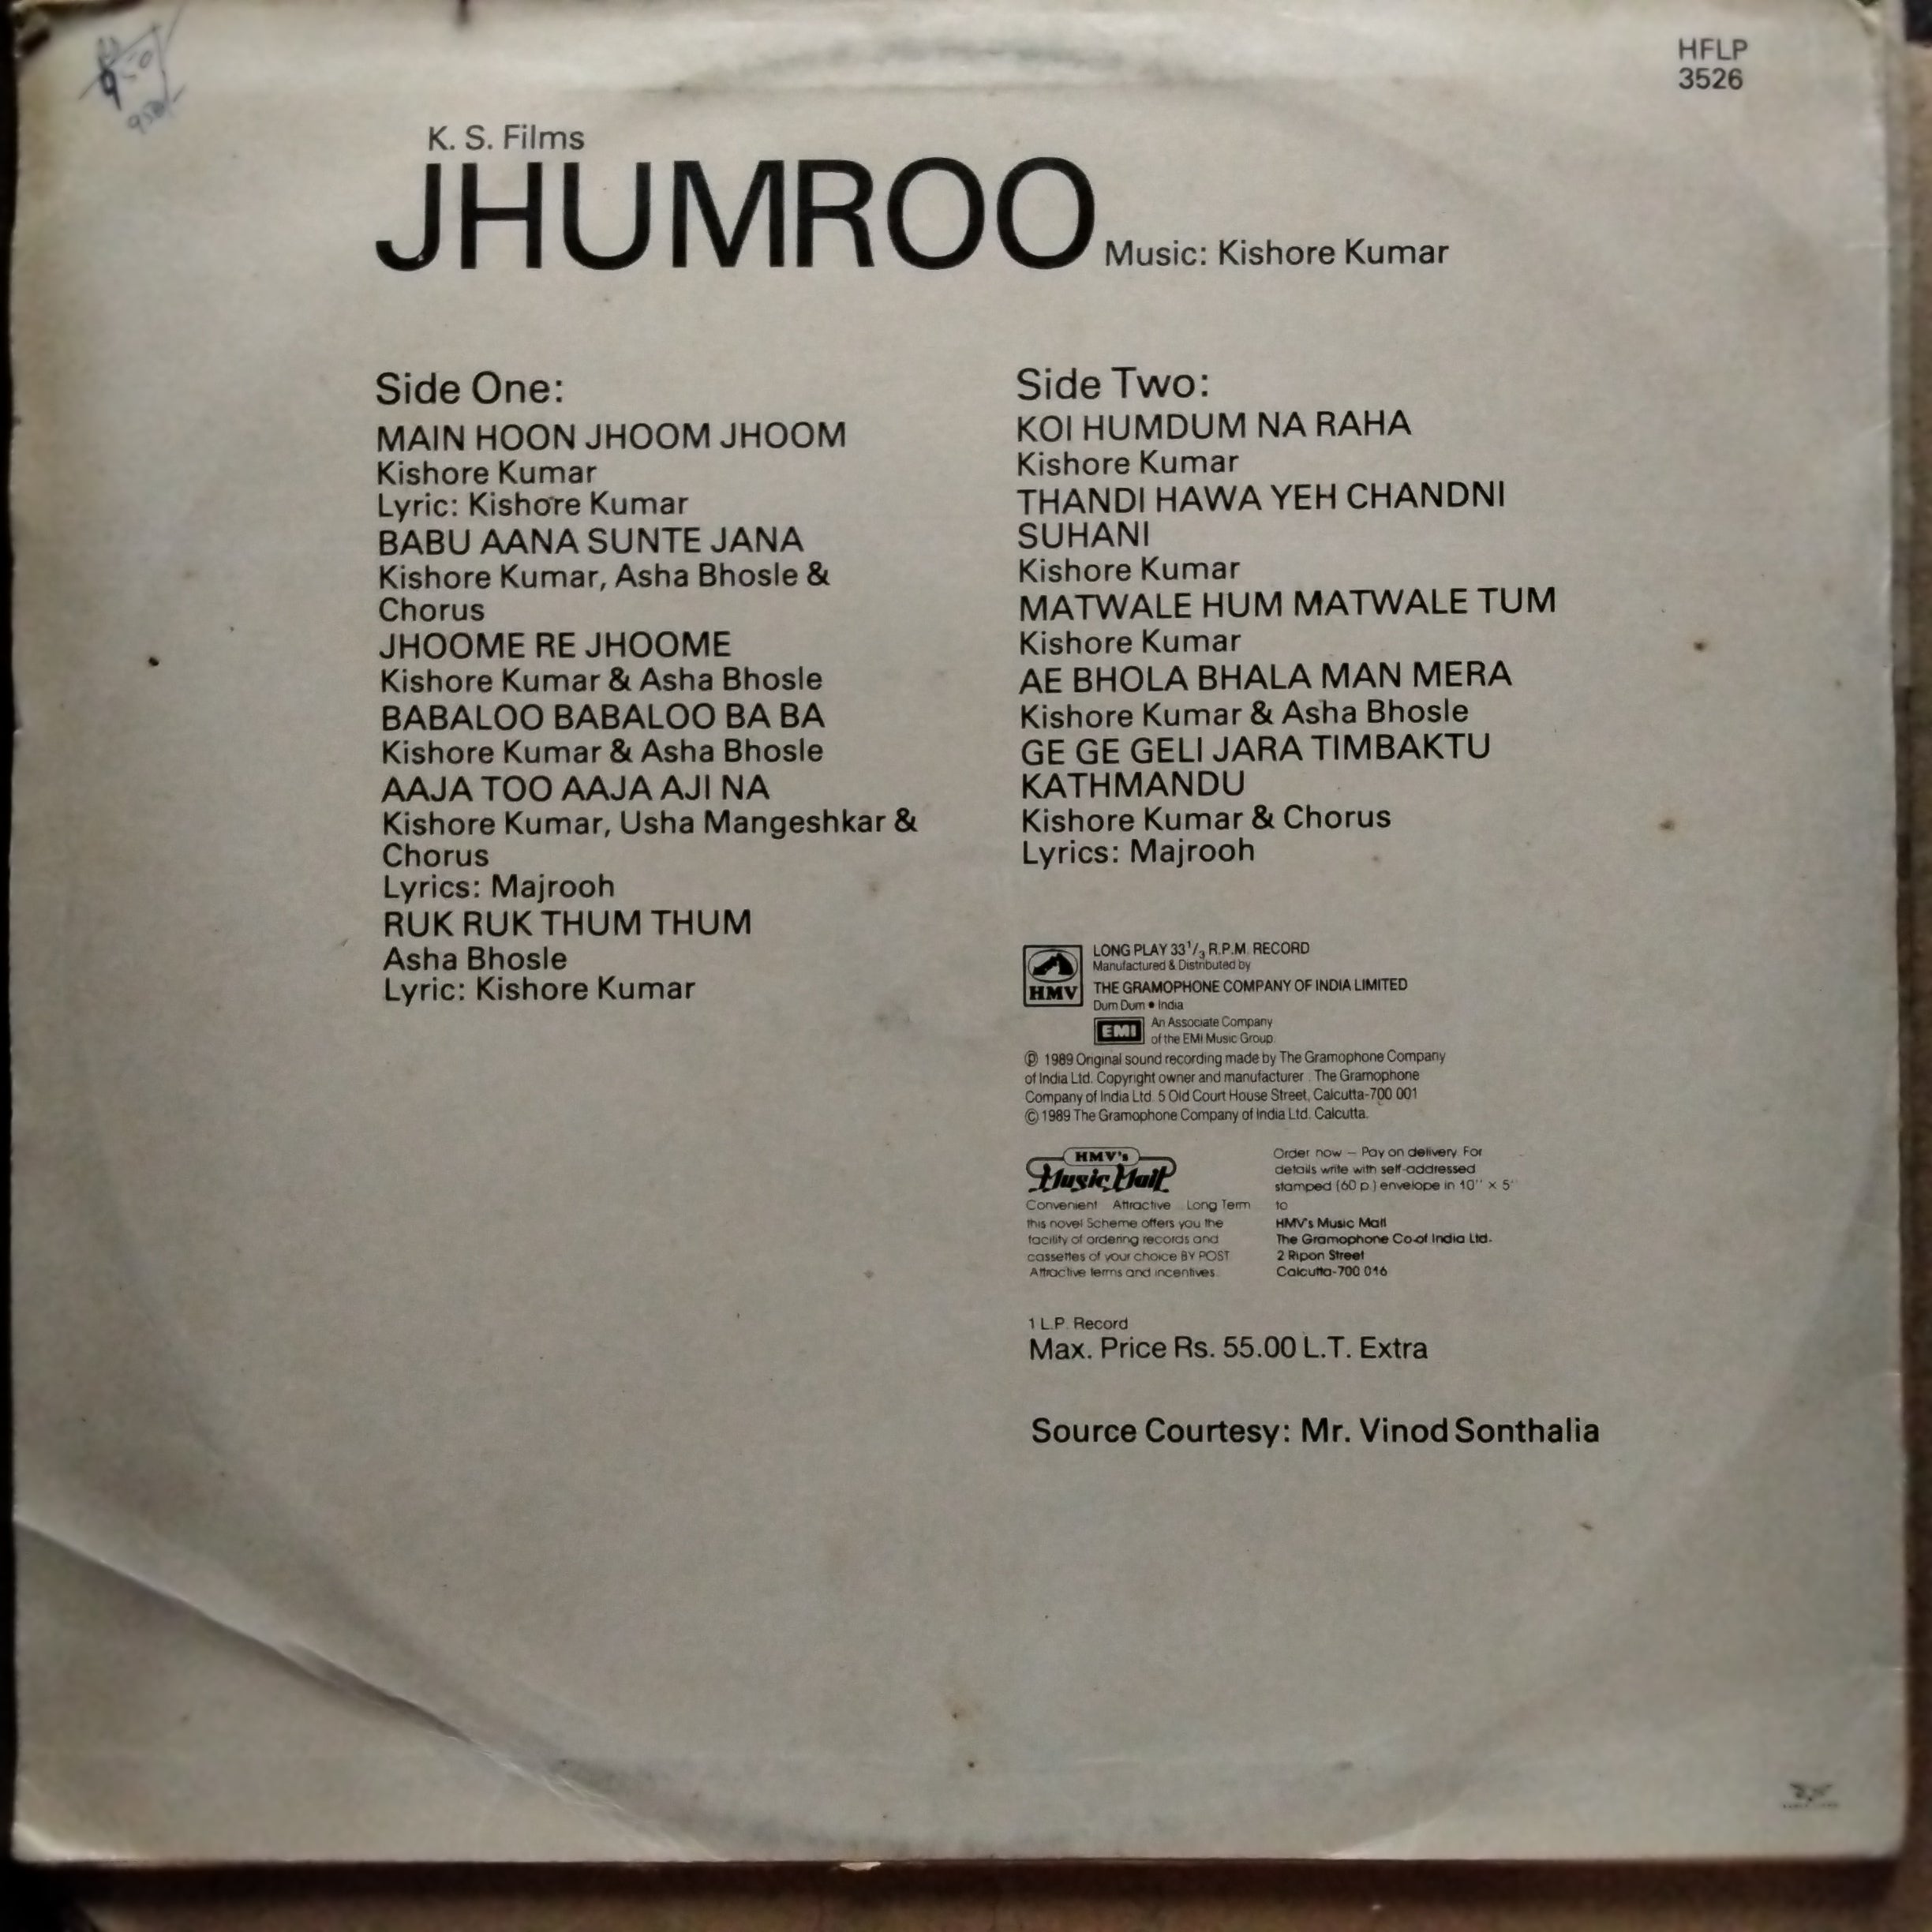 HFLP
3526
K. S. Films
JHUMROO Music: Kishore Kumar
Side One:
MAIN HOON JHOOM JHOOM
Kishore Kumar
Lyric: Kishore Kumar
BABU AANA SUNTE JANA
Kishore Kumar, Asha Bhosle &
Chorus
JHOOME RE JHOOME
Kishore Kumar & Asha Bhosle
BABALOO BABALOO BA BA
Kishore Kumar & Asha Bhosle
AAJA TOO AAJA AJI NA
Kishore Kumar, Usha Mangeshkar &
Chorus
Lyrics: Majrooh
RUK RUK THUM THUM
Asha Bhosle
Lyric: Kishore Kumar
Side Two:
KOI HUMDUM NA RAHA
Kishore Kumar
THANDI HAWA YEH CHANDNI
SUHANI
Kishore Kumar
MATWALE HUM MATWALE TUM
Kishore Kumar
AE BHOLA BHALA MAN MERA
Kishore Kumar & Asha Bhosle
GE GE GELI JARA TIMBAKTU
KATHMANDU
Kishore Kumar & Chorus
Lyrics: Majrooh
HMV
LONG PLAY 33 1/3 R.P.M. RECORD
Manufactured & Distributed by
THE GRAMOPHONE COMPANY OF INDIA LIMITED
Dum Dum • India
EMI
An Associate Company
of the EMI Music Group
℗ 1989 Original sound recording made by The Gramophone Company
of India Ltd. Copyright owner and manufacturer . The Gramophone
Company of India Ltd. 5 Old Court House Street, Calcutta-700 001
© 1989 The Gramophone Company of India Ltd. Calcutta.
HMV's
Music Mail
Convenient Attractive Long Term
this novel Scheme offers you the
facility of ordering records and
cassettes of your choice BY POST
Attractive terms and incentives.
Order now – Pay on delivery. For
details write with self-addressed
stamped (60 p.) envelope in 10" × 5"
to
HMV's Music Mail
The Gramophone Co.of India Ltd.
2 Ripon Street
Calcutta-700 016
1 L.P. Record
Max. Price Rs. 55.00 L.T. Extra
Source Courtesy: Mr. Vinod Sonthalia